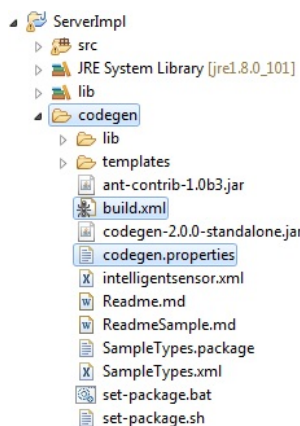 ServerImpl
src
JRE System Library [jre1.8.0_101]
lib
codegen
lib
templates
ant-contrib-1.0b3.jar
build.xml
codegen-2.0.0-standalone.jar
codegen.properties
intelligentsensor.xml
Readme.md
ReadmeSample.md
SampleTypes.package
SampleTypes.xml
set-package.bat
set-package.sh